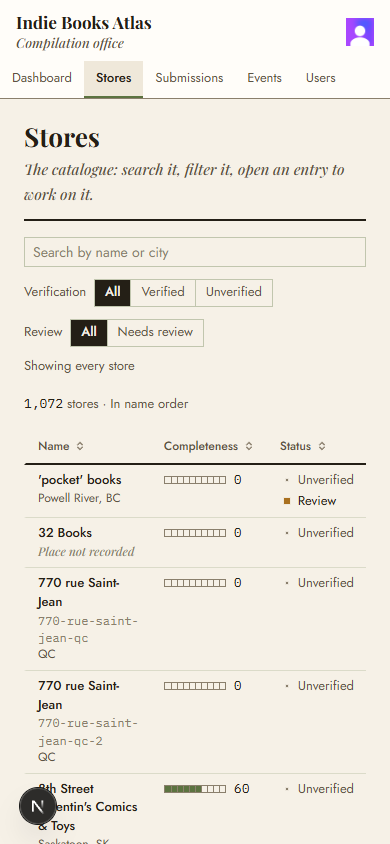 Indie Books Atlas
Compilation office
Dashboard Stores Submissions Events Users
Stores
The catalogue: search it, filter it, open an entry to
work on it.
Search by name or city
Verification All Verified Unverified
Review All Needs review
Showing every store
1,072 stores · In name order
Name Completeness Status
'pocket' books 0 · Unverified
Powell River, BC Review
32 Books 0 · Unverified
Place not recorded
770 rue Saint- 0 · Unverified
Jean
770-rue-saint-
jean-qc
QC
770 rue Saint- 0 · Unverified
Jean
770-rue-saint-
jean-qc-2
QC
8th Street 60 · Unverified
N entin's Comics
& Toys
Saskatoon, SK